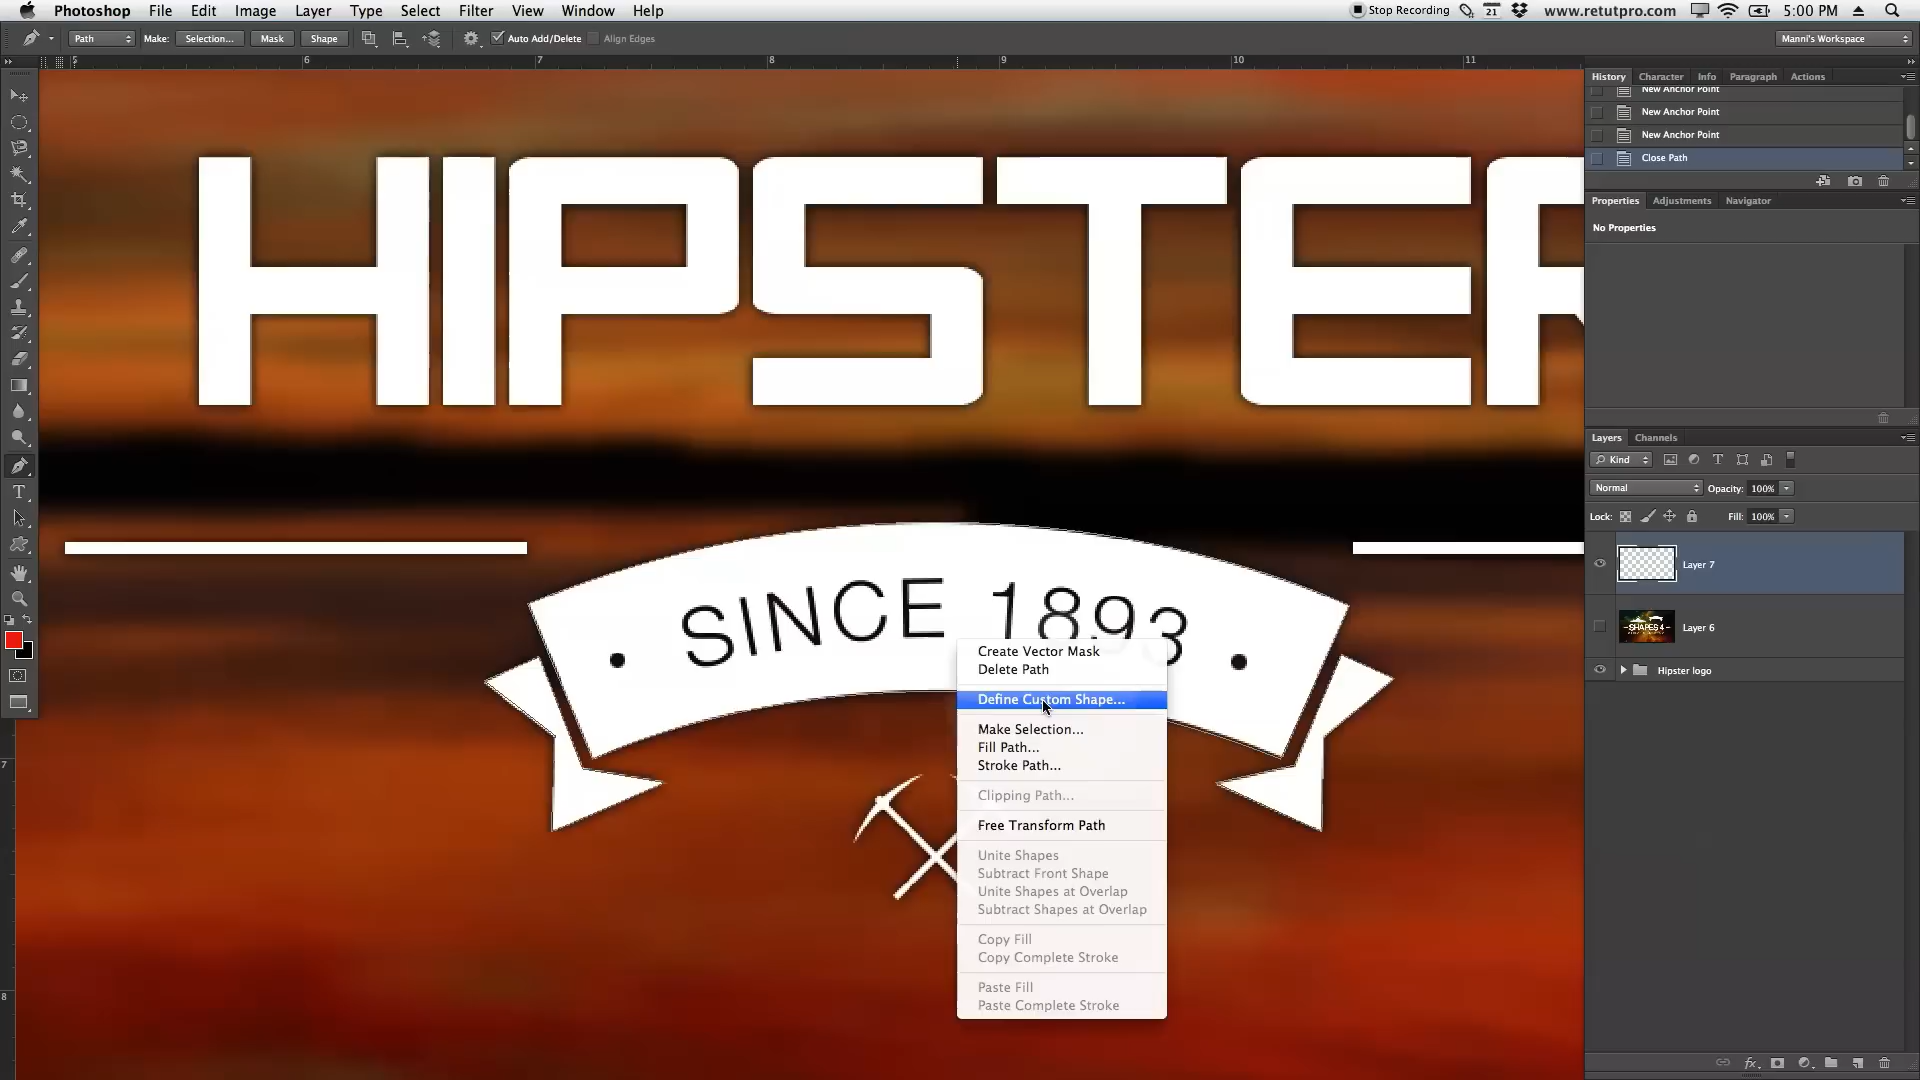 Photoshop File Edit Image Layer Type Select Filter View Window Help
Stop Recording 21 www.retutpro.com 5:00 PM
Path Make: Selection... Mask Shape Auto Add/Delete Align Edges Manni's Workspace
5 6 7 8 9 10 11
History Character Info Paragraph Actions
New Anchor Point
New Anchor Point
New Anchor Point
Close Path
Properties Adjustments Navigator
No Properties
HIPSTER
Layers Channels
Kind
Normal Opacity: 100%
Lock: Fill: 100%
Layer 7
SHAPES 4
Layer 6
Hipster logo
SINCE 1893
Create Vector Mask
Delete Path
Define Custom Shape...
Make Selection...
Fill Path...
Stroke Path...
Clipping Path...
Free Transform Path
Unite Shapes
Subtract Front Shape
Unite Shapes at Overlap
Subtract Shapes at Overlap
Copy Fill
Copy Complete Stroke
Paste Fill
Paste Complete Stroke
7
8